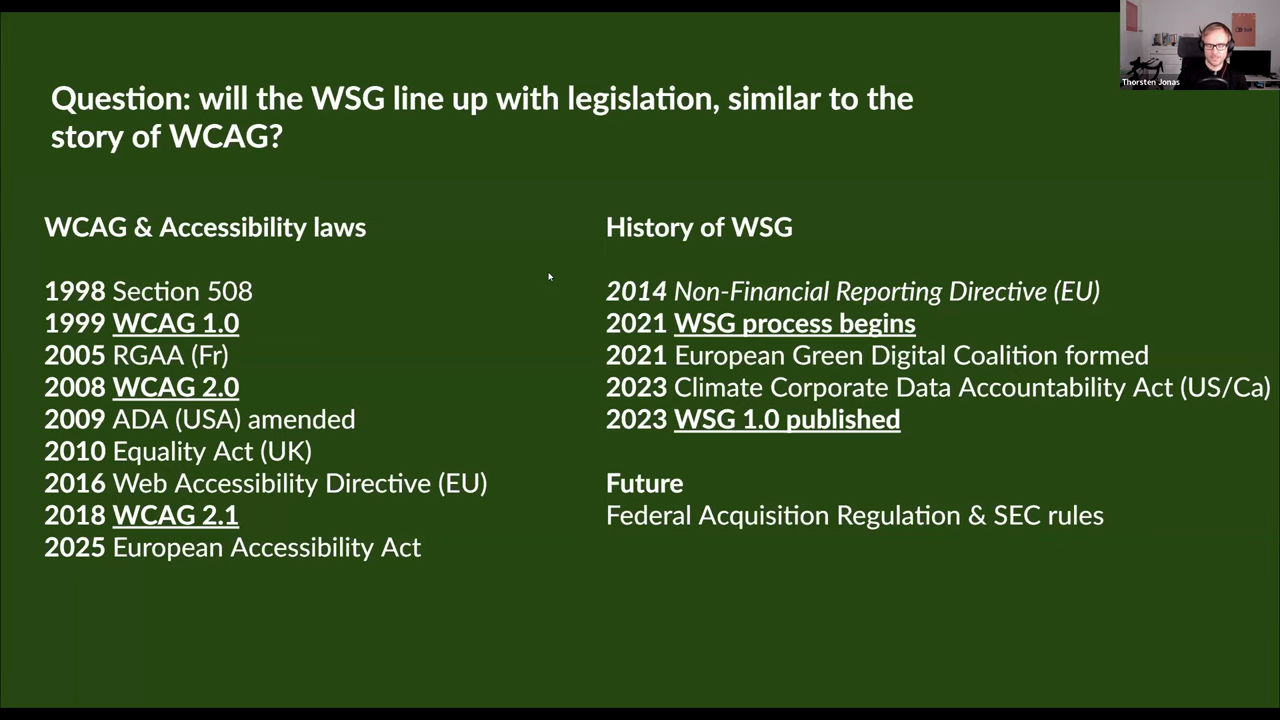 Question: will the WSG line up with legislation, similar to the
story of WCAG?
WCAG & Accessibility laws
1998 Section 508
1999 WCAG 1.0
2005 RGAA (Fr)
2008 WCAG 2.0
2009 ADA (USA) amended
2010 Equality Act (UK)
2016 Web Accessibility Directive (EU)
2018 WCAG 2.1
2025 European Accessibility Act
History of WSG
2014 Non-Financial Reporting Directive (EU)
2021 WSG process begins
2021 European Green Digital Coalition formed
2023 Climate Corporate Data Accountability Act (US/Ca)
2023 WSG 1.0 published
Future
Federal Acquisition Regulation & SEC rules
Thorsten Jonas